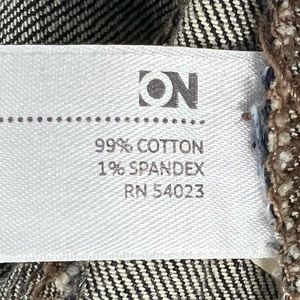 ON
99% COTTON
1% SPANDEX
RN 54023